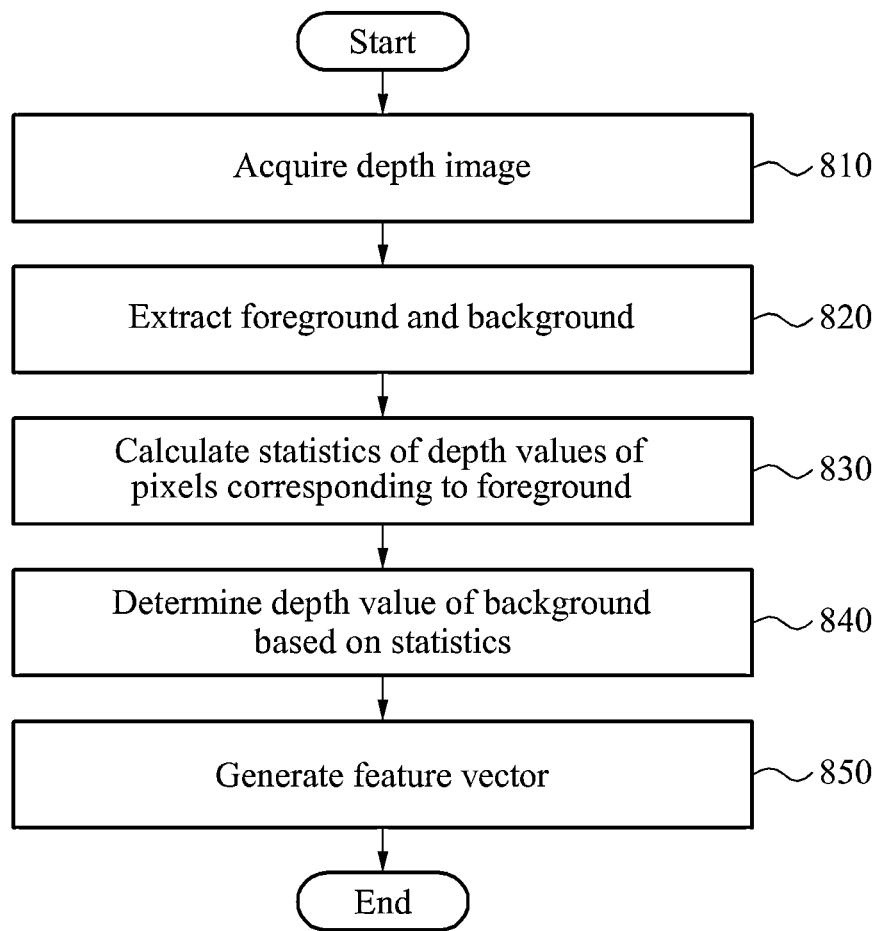 Start
Acquire depth image
810
Extract foreground and background
820
Calculate statistics of depth values of
pixels corresponding to foreground
830
Determine depth value of background
based on statistics
840
Generate feature vector
850
End